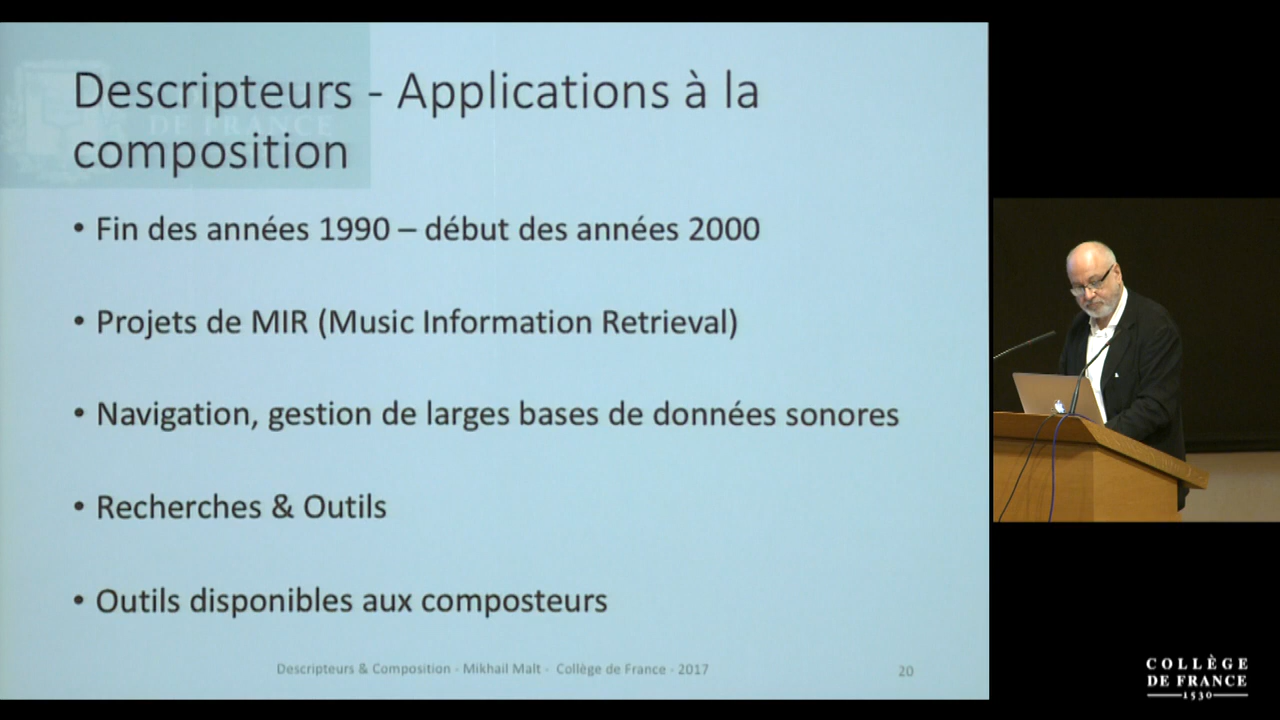 Descripteurs - Applications à la
composition
• Fin des années 1990 – début des années 2000
• Projets de MIR (Music Information Retrieval)
• Navigation, gestion de larges bases de données sonores
• Recherches & Outils
• Outils disponibles aux composteurs
Descripteurs & Composition - Mikhail Malt - Collège de France - 2017
20
DE FRANCE
COLLÈGE
DE FRANCE
1530